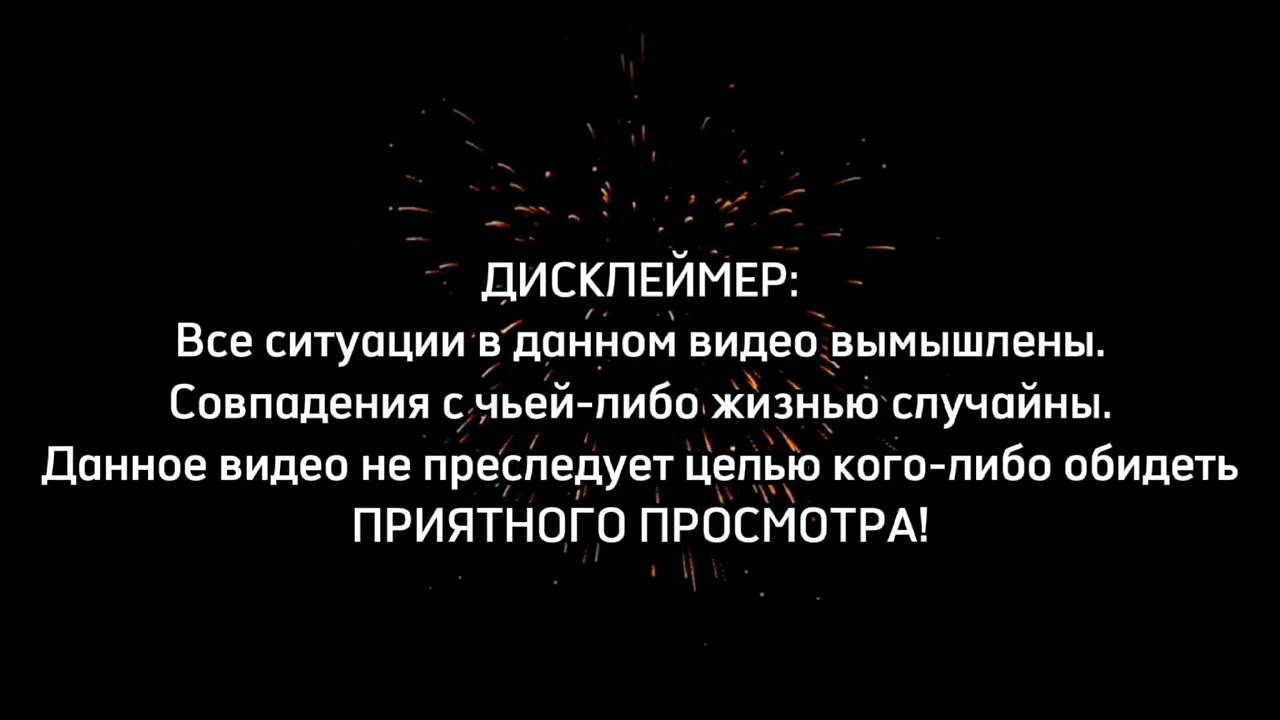 ДИСКЛЕЙМЕР:
Все ситуации в данном видео вымышлены.
Совпадения с чьей-либо жизнью случайны.
Данное видео не преследует целью кого-либо обидеть
ПРИЯТНОГО ПРОСМОТРА!